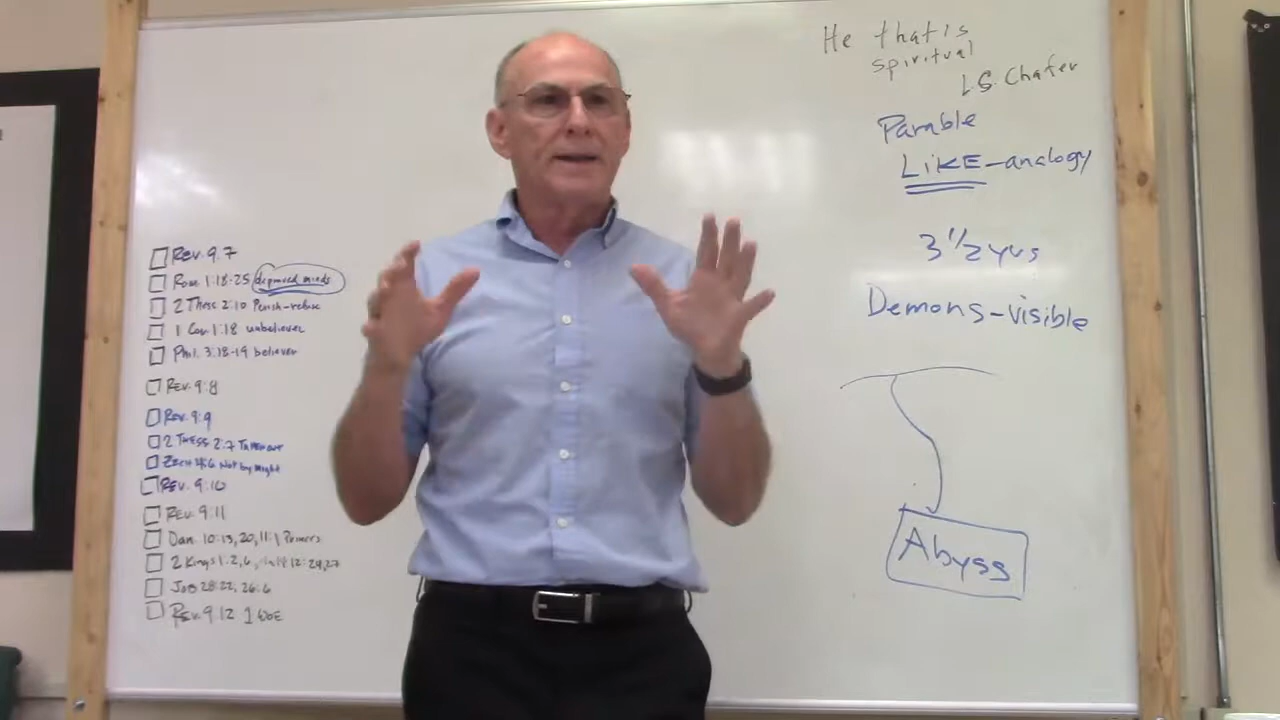 Rev. 9:7
Rom. 1:18-25 depraved minds
2 Thess 2:10 Perish-refuse
1 Cor 1:18 unbeliever
Phil. 3:18-19 believer
Rev. 9:8
Rev. 9:9
2 THESS 2:7 Taken out
Zech 4:6 Not by Might
Rev. 9:10
Rev. 9:11
Dan. 10:13, 20, 11:1
2 Kings 1:2, 6, 12:24, 27
Job 28:22, 26:6
Rev. 9:12 1 WOE
He that is
spiritual
L.S. Chafer
Parable
LIKE-analogy
3 1/2 yrs
Demons-visible
Abyss